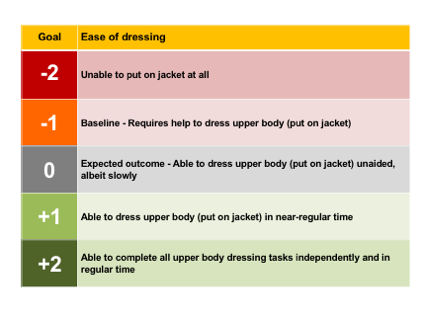 Goal Ease of dressing
-2 Unable to put on jacket at all
-1 Baseline - Requires help to dress upper body (put on jacket)
0 Expected outcome - Able to dress upper body (put on jacket) unaided,
albeit slowly
+1 Able to dress upper body (put on jacket) in near-regular time
+2 Able to complete all upper body dressing tasks independently and in
regular time